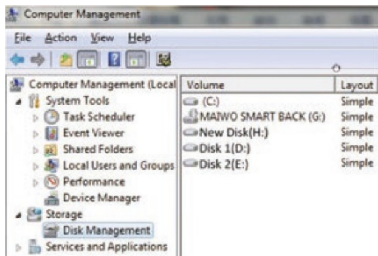 Computer Management
File Action View Help
Computer Management (Local
System Tools
Task Scheduler
Event Viewer
Shared Folders
Local Users and Groups
Performance
Device Manager
Storage
Disk Management
Services and Applications
Volume Layout
(C:) Simple
MAIWO SMART BACK (G:) Simple
New Disk(H:) Simple
Disk 1(D:) Simple
Disk 2(E:) Simple